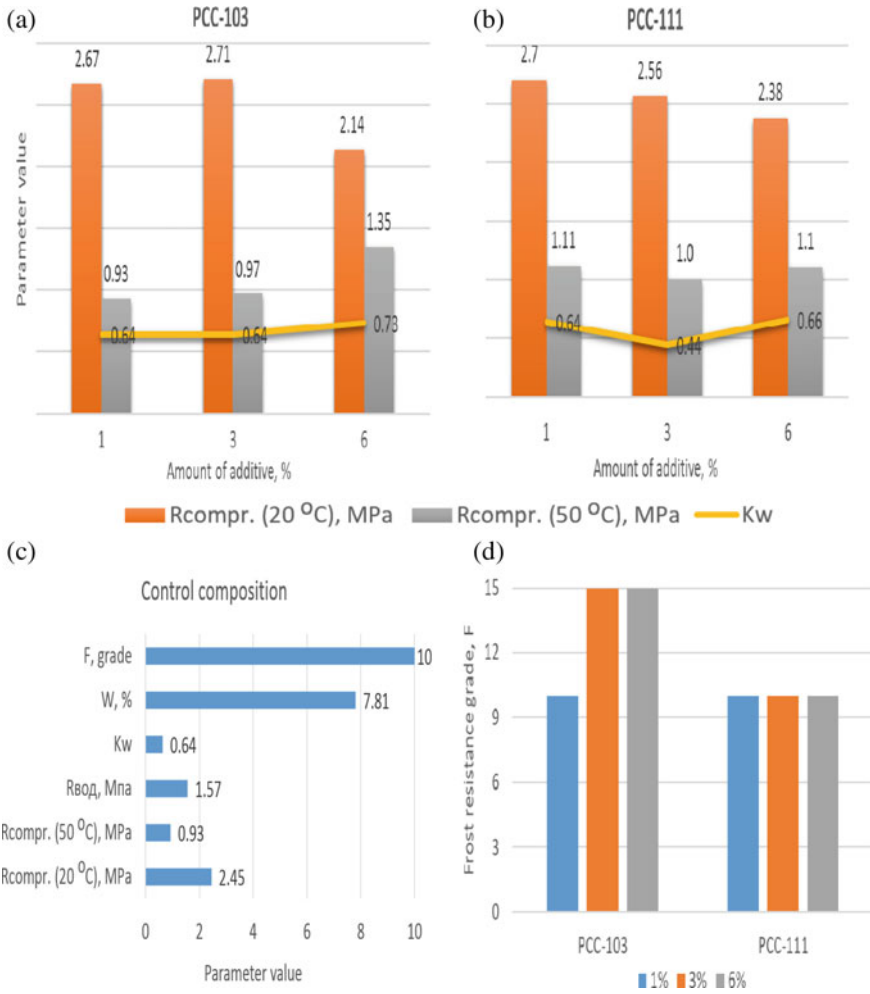 (a)
PCC-103
Parameter value
2.67
2.71
2.14
0.93
0.97
1.35
0.64
0.64
0.73
1
3
6
Amount of additive, %
(b)
PCC-111
2.7
2.56
2.38
1.11
1.0
1.1
0.64
0.44
0.66
1
3
6
Amount of additive, %
Rcompr. (20 ⁰C), MPa
Rcompr. (50 ⁰C), MPa
Kw
(c)
Control composition
F, grade
10
W, %
7.81
Kw
0.64
Rвод, Мпа
1.57
Rcompr. (50 ⁰C), MPa
0.93
Rcompr. (20 ⁰C), MPa
2.45
0 2 4 6 8 10
Parameter value
(d)
Frost resistance grade, F
15
12
9
6
3
0
PCC-103
PCC-111
1% 3% 6%